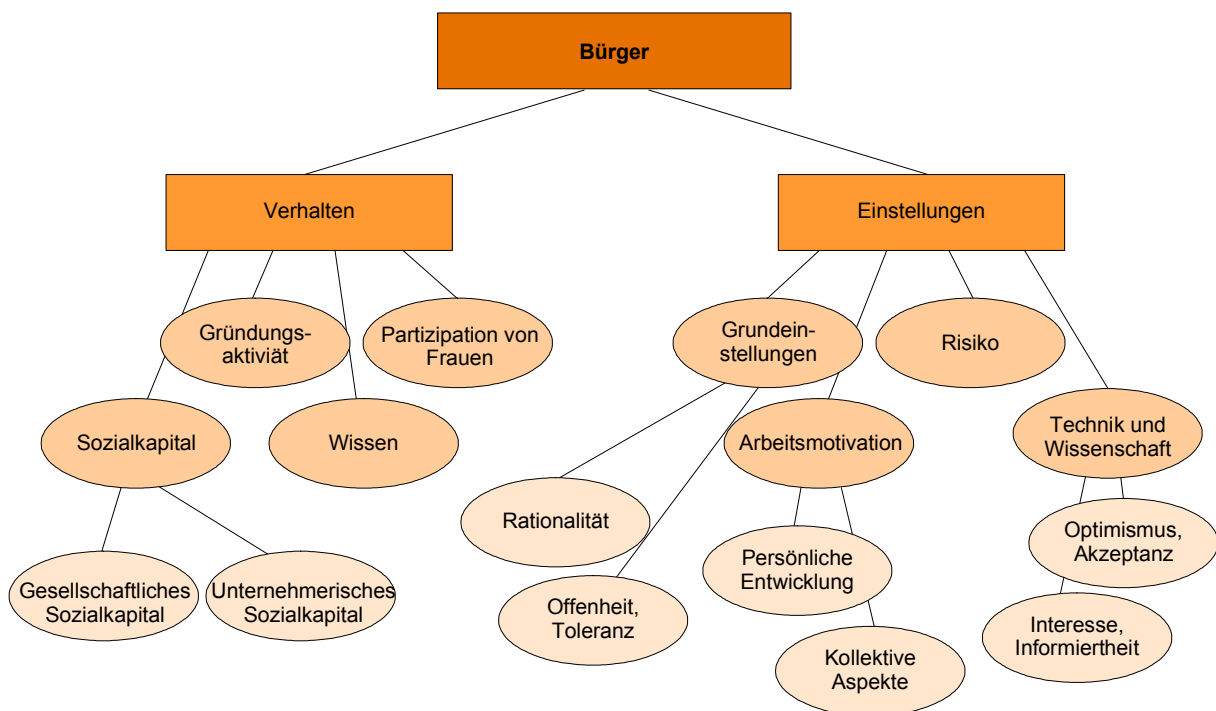 Bürger
Verhalten
Einstellungen
Gründungs-
aktiviät
Partizipation von
Frauen
Grundein-
stellungen
Risiko
Sozialkapital
Wissen
Arbeitsmotivation
Technik und
Wissenschaft
Rationalität
Optimismus,
Akzeptanz
Persönliche
Entwicklung
Gesellschaftliches
Sozialkapital
Unternehmerisches
Sozialkapital
Offenheit,
Toleranz
Interesse,
Informiertheit
Kollektive
Aspekte